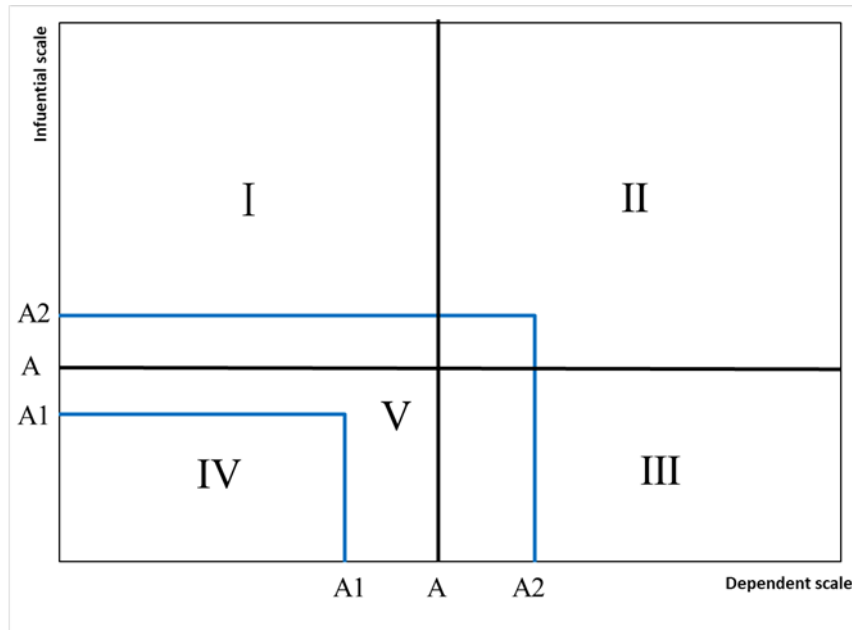 Infuential scale
I
II
A2
A
A1
V
IV
III
A1
A
A2
Dependent scale